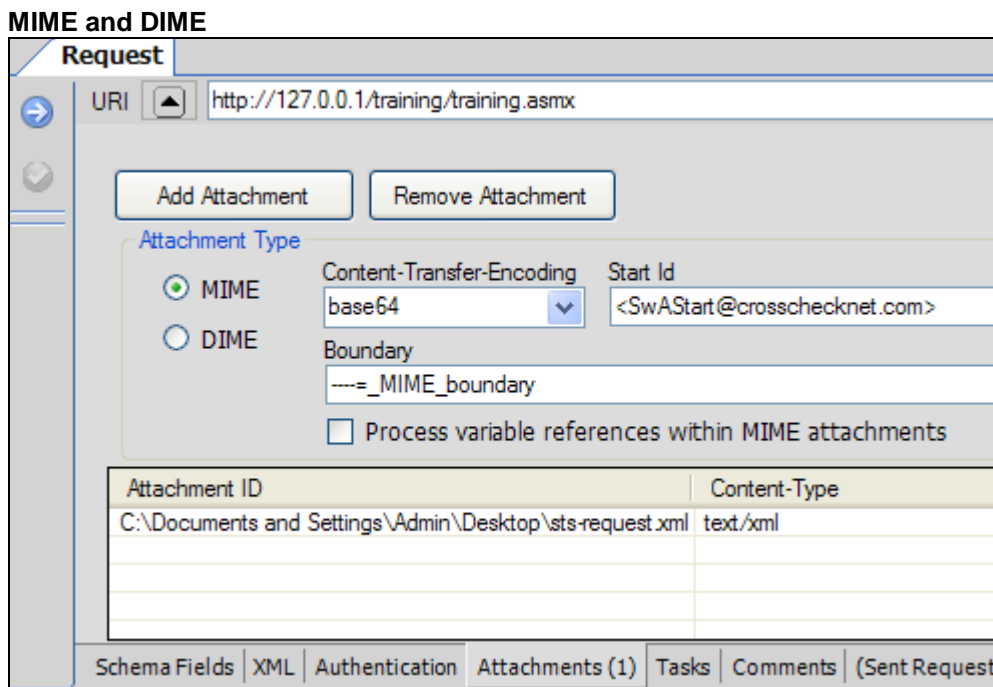 MIME and DIME
Request
URI http://127.0.0.1/training/training.asmx
Add Attachment Remove Attachment
Attachment Type
MIME Content-Transfer-Encoding Start Id
base64 <SwAStart@crosschecknet.com>
DIME Boundary
----=_MIME_boundary
Process variable references within MIME attachments
Attachment ID Content-Type
C:\Documents and Settings\Admin\Desktop\sts-request.xml text/xml
Schema Fields XML Authentication Attachments (1) Tasks Comments (Sent Request